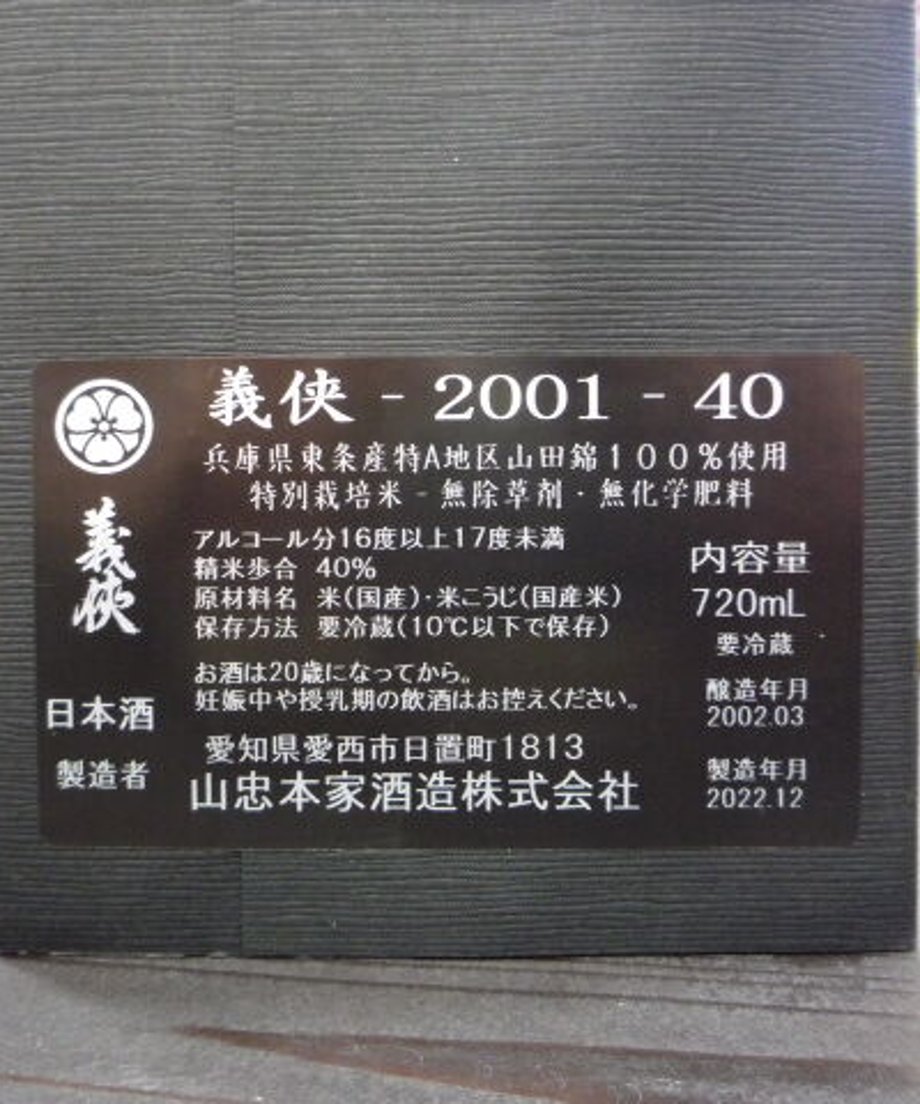 義侠 - 2001 - 40
兵庫県東条産特A地区山田錦１００％使用
特別栽培米 - 無除草剤・無化学肥料
義侠
日本酒
製造者
アルコール分16度以上17度未満
精米歩合 40%
原材料名 米(国産)・米こうじ(国産米)
保存方法 要冷蔵(10℃以下で保存)
お酒は20歳になってから。
妊娠中や授乳期の飲酒はお控えください。
愛知県愛西市日置町1813
山忠本家酒造株式会社
内容量
720mL
要冷蔵
醸造年月
2002.03
製造年月
2022.12